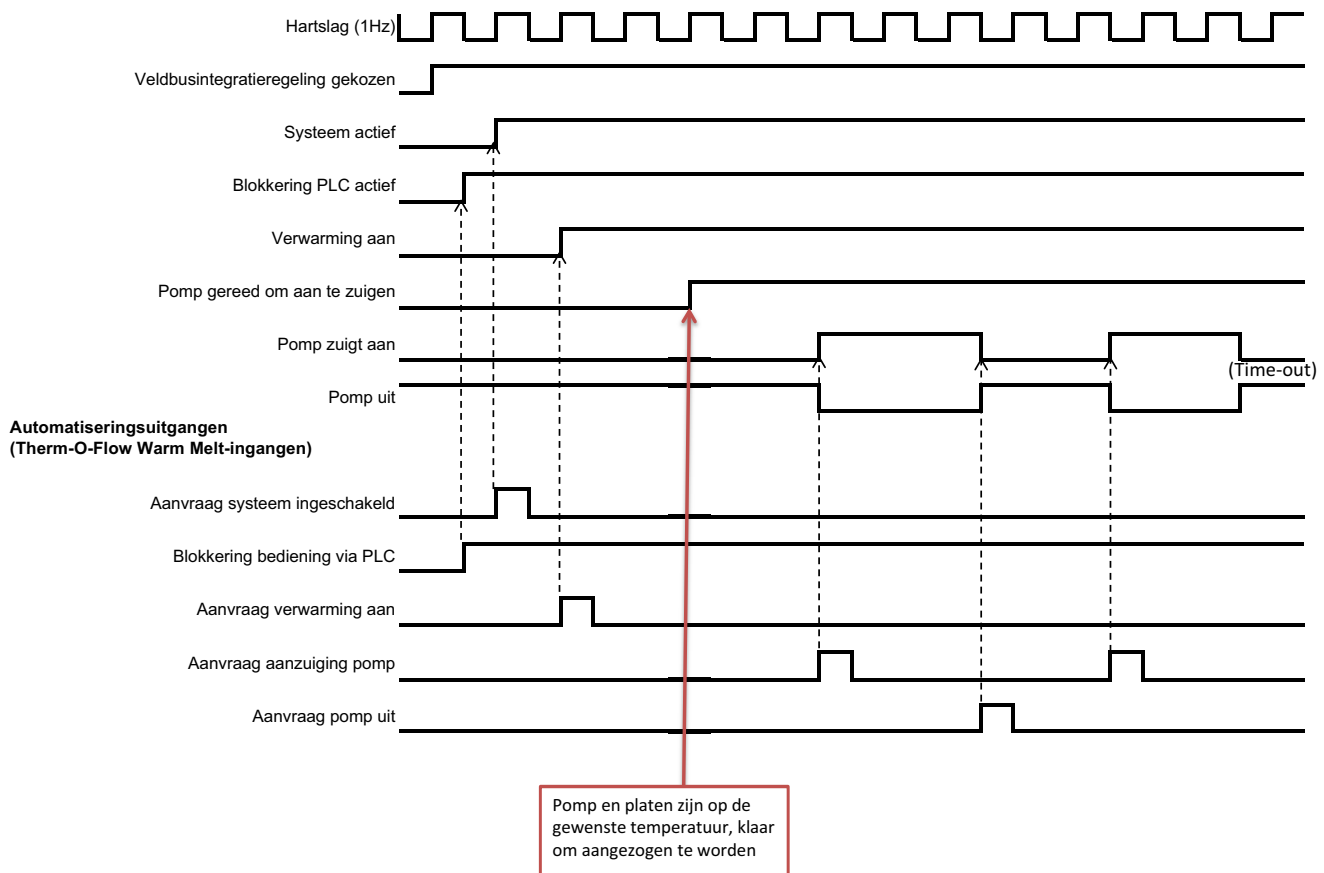 Hartslag (1Hz)
Veldbusintegratieregeling gekozen
Systeem actief
Blokkering PLC actief
Verwarming aan
Pomp gereed om aan te zuigen
Pomp zuigt aan
(Time-out)
Pomp uit
Automatiseringsuitgangen
(Therm-O-Flow Warm Melt-ingangen)
Aanvraag systeem ingeschakeld
Blokkering bediening via PLC
Aanvraag verwarming aan
Aanvraag aanzuiging pomp
Aanvraag pomp uit
Pomp en platen zijn op de
gewenste temperatuur, klaar
om aangezogen te worden